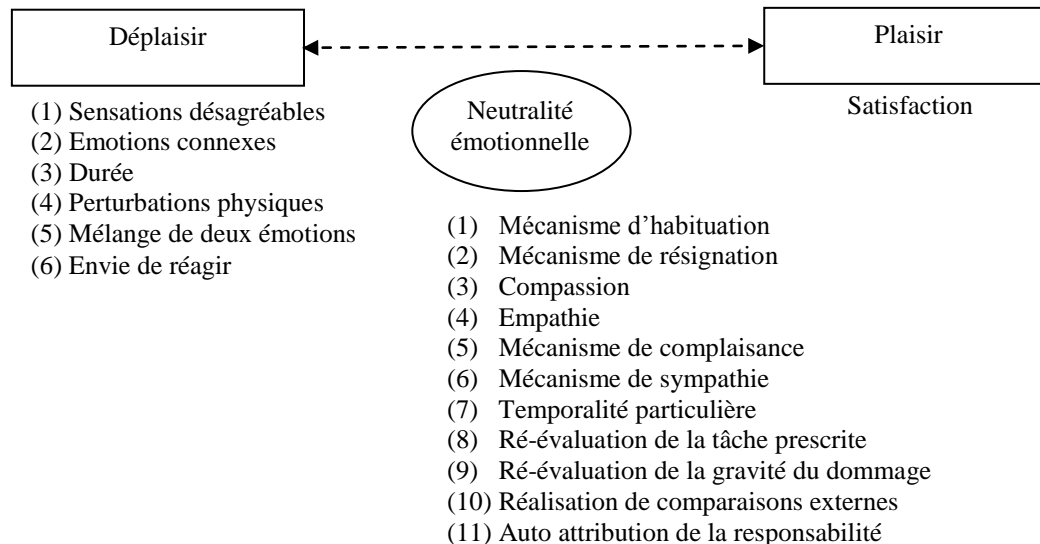 Déplaisir
Plaisir
Neutralité
émotionnelle
Satisfaction
(1) Sensations désagréables
(2) Emotions connexes
(3) Durée
(4) Perturbations physiques
(5) Mélange de deux émotions
(6) Envie de réagir
(1) Mécanisme d’habituation
(2) Mécanisme de résignation
(3) Compassion
(4) Empathie
(5) Mécanisme de complaisance
(6) Mécanisme de sympathie
(7) Temporalité particulière
(8) Ré-évaluation de la tâche prescrite
(9) Ré-évaluation de la gravité du dommage
(10) Réalisation de comparaisons externes
(11) Auto attribution de la responsabilité